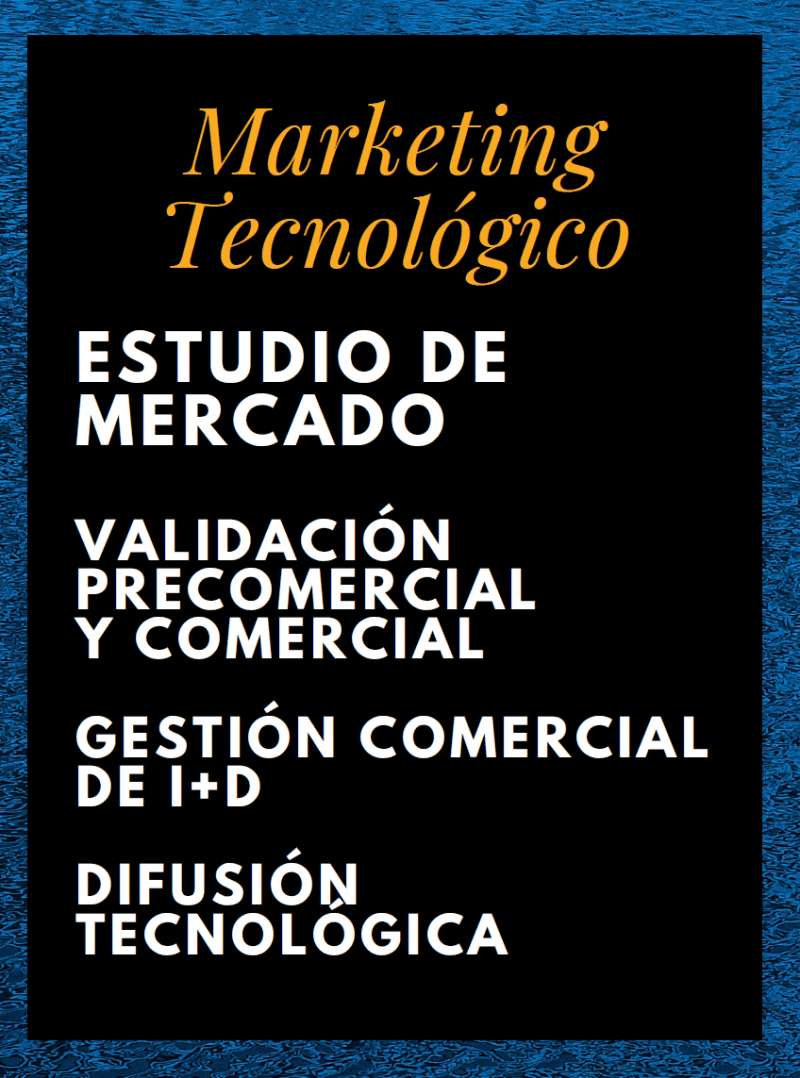 Marketing
Tecnológico
ESTUDIO DE
MERCADO
VALIDACIÓN
PRECOMERCIAL
Y COMERCIAL
GESTIÓN COMERCIAL
DE I+D
DIFUSIÓN
TECNOLÓGICA